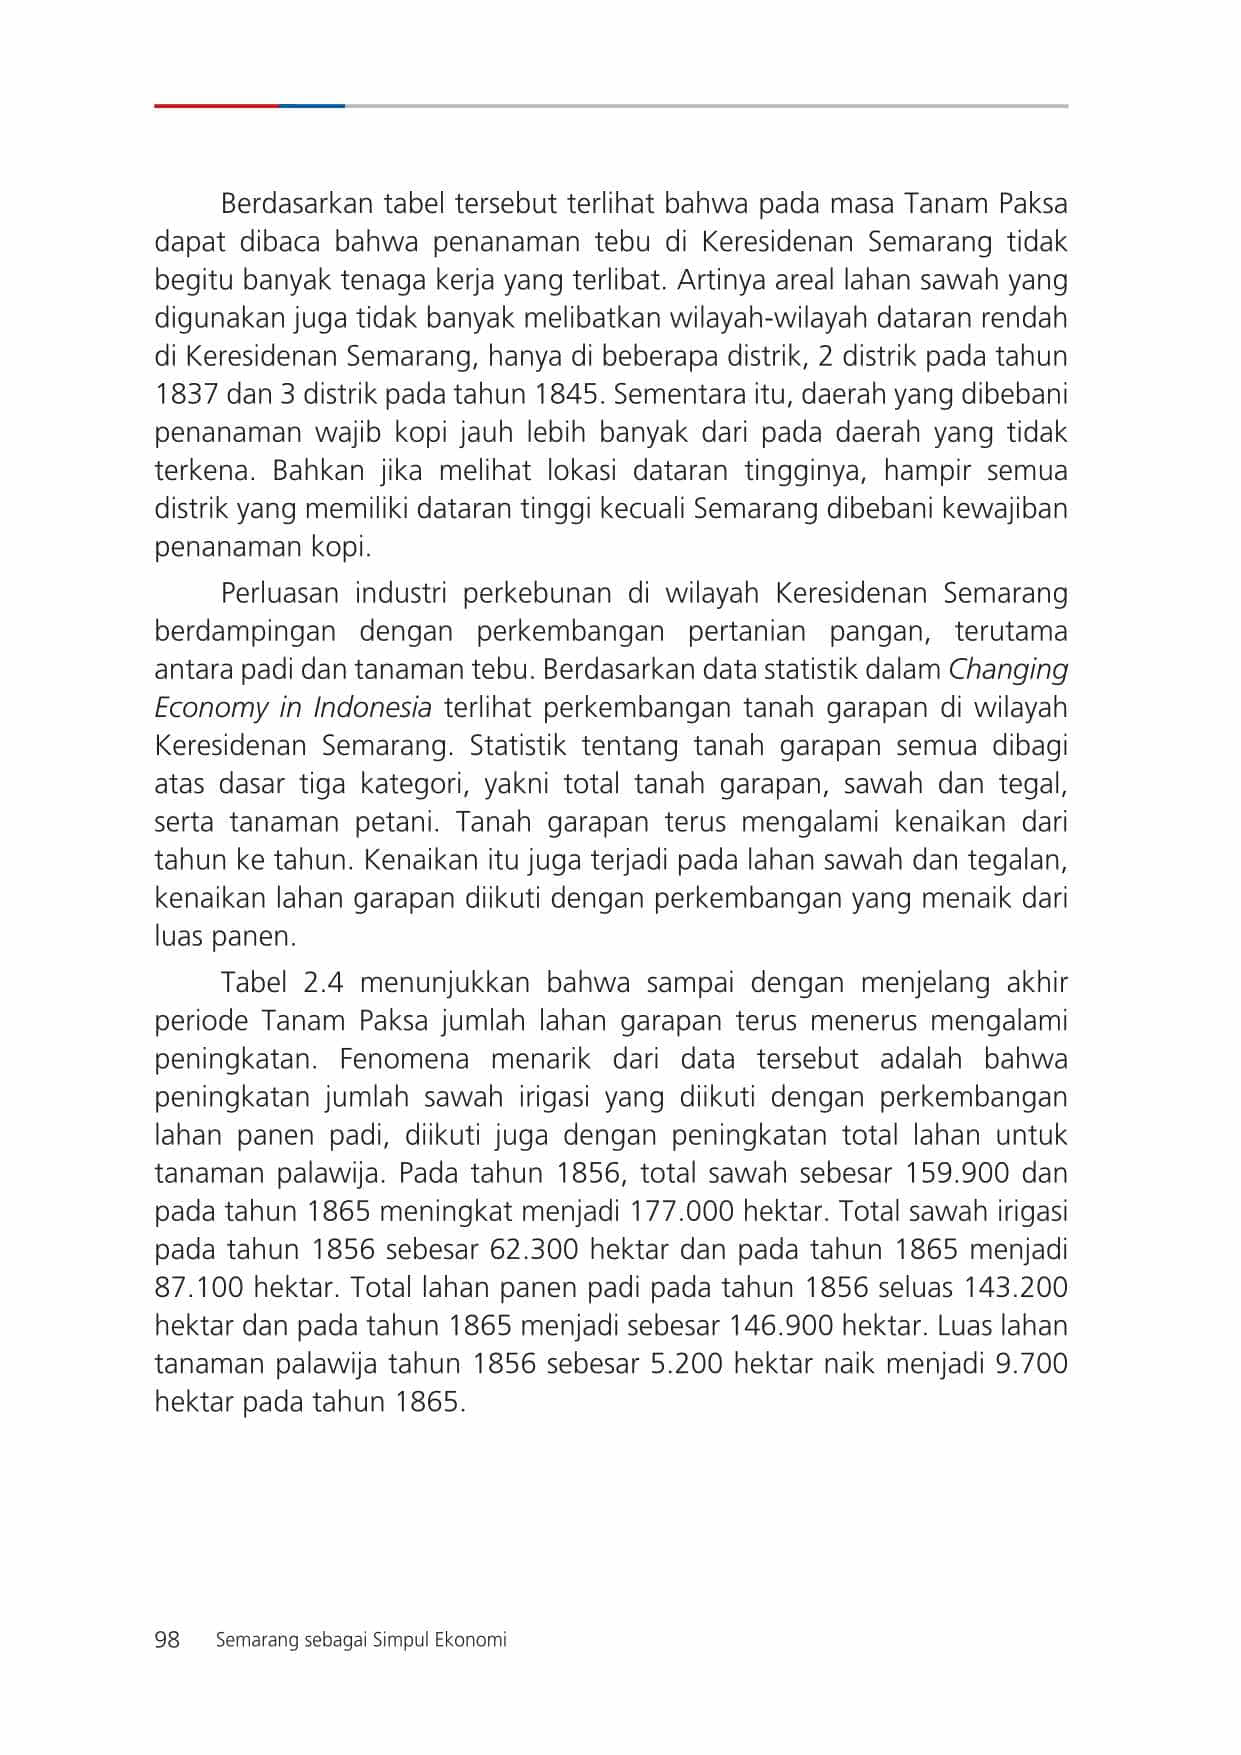 Berdasarkan tabel tersebut terlihat bahwa pada masa Tanam Paksa
dapat dibaca bahwa penanaman tebu di Keresidenan Semarang tidak
begitu banyak tenaga kerja yang terlibat. Artinya areal lahan sawah yang
digunakan juga tidak banyak melibatkan wilayah-wilayah dataran rendah
di Keresidenan Semarang, hanya di beberapa distrik, 2 distrik pada tahun
1837 dan 3 distrik pada tahun 1845. Sementara itu, daerah yang dibebani
penanaman wajib kopi jauh lebih banyak dari pada daerah yang tidak
terkena. Bahkan jika melihat lokasi dataran tingginya, hampir semua
distrik yang memiliki dataran tinggi kecuali Semarang dibebani kewajiban
penanaman kopi.
Perluasan industri perkebunan di wilayah Keresidenan Semarang
berdampingan dengan perkembangan pertanian pangan, terutama
antara padi dan tanaman tebu. Berdasarkan data statistik dalam Changing
Economy in Indonesia terlihat perkembangan tanah garapan di wilayah
Keresidenan Semarang. Statistik tentang tanah garapan semua dibagi
atas dasar tiga kategori, yakni total tanah garapan, sawah dan tegal,
serta tanaman petani. Tanah garapan terus mengalami kenaikan dari
tahun ke tahun. Kenaikan itu juga terjadi pada lahan sawah dan tegalan,
kenaikan lahan garapan diikuti dengan perkembangan yang menaik dari
luas panen.
Tabel 2.4 menunjukkan bahwa sampai dengan menjelang akhir
periode Tanam Paksa jumlah lahan garapan terus menerus mengalami
peningkatan. Fenomena menarik dari data tersebut adalah bahwa
peningkatan jumlah sawah irigasi yang diikuti dengan perkembangan
lahan panen padi, diikuti juga dengan peningkatan total lahan untuk
tanaman palawija. Pada tahun 1856, total sawah sebesar 159.900 dan
pada tahun 1865 meningkat menjadi 177.000 hektar. Total sawah irigasi
pada tahun 1856 sebesar 62.300 hektar dan pada tahun 1865 menjadi
87.100 hektar. Total lahan panen padi pada tahun 1856 seluas 143.200
hektar dan pada tahun 1865 menjadi sebesar 146.900 hektar. Luas lahan
tanaman palawija tahun 1856 sebesar 5.200 hektar naik menjadi 9.700
hektar pada tahun 1865.
98 Semarang sebagai Simpul Ekonomi